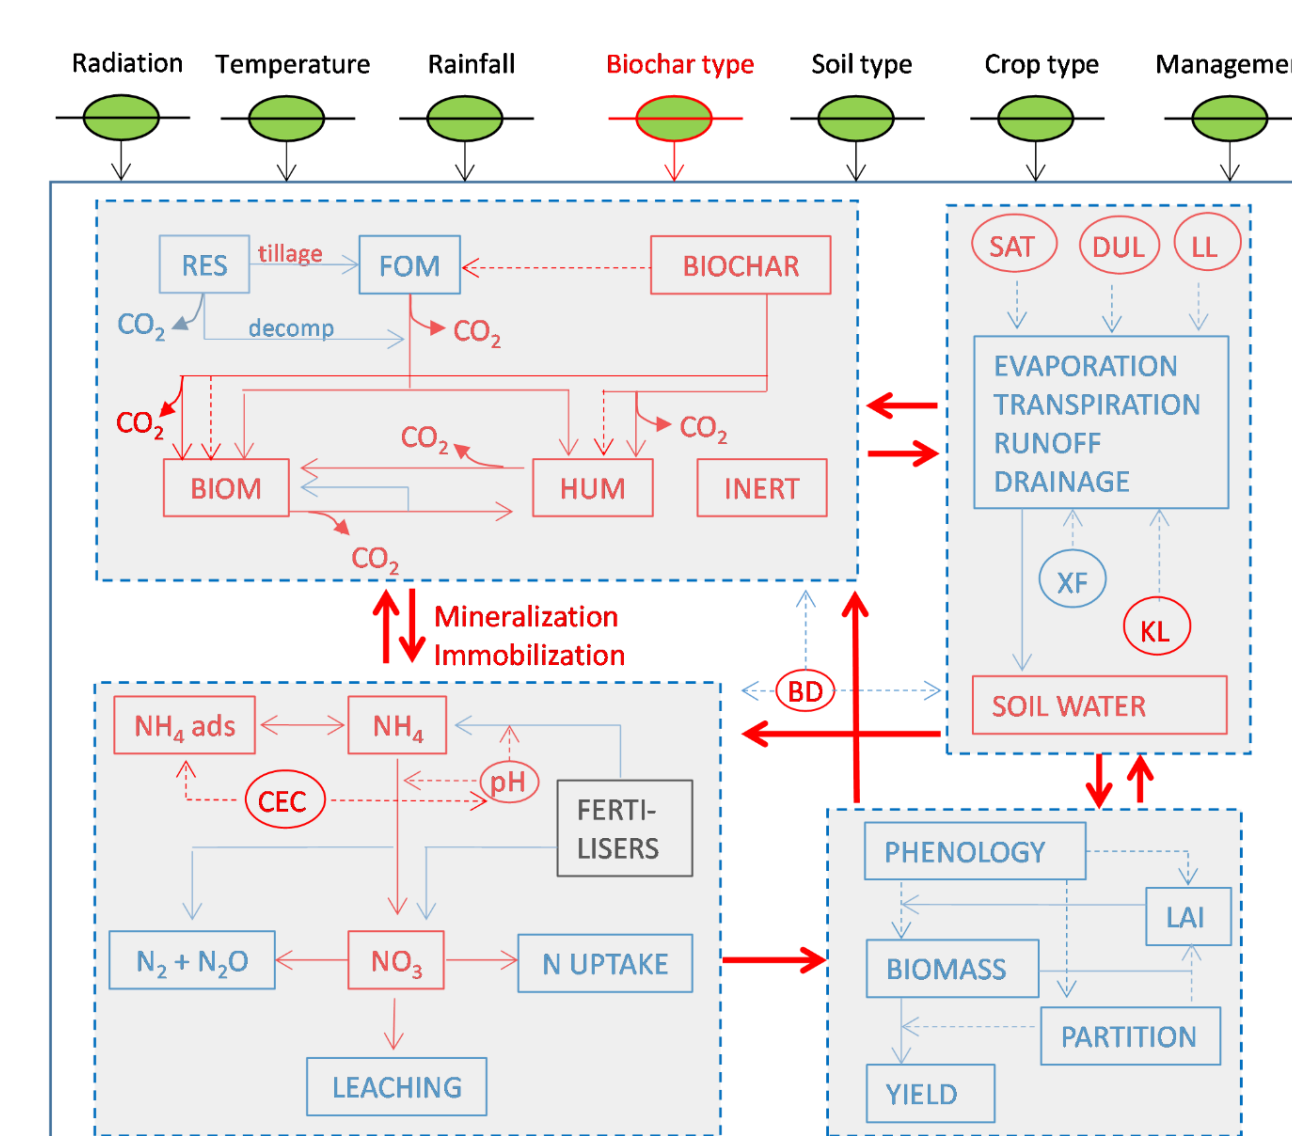 Radiation
Temperature
Rainfall
Biochar type
Soil type
Crop type
Managemen
RES
tillage
FOM
BIOCHAR
CO2
decomp
CO2
CO2
CO2
CO2
BIOM
HUM
INERT
CO2
SAT
DUL
LL
EVAPORATION
TRANSPIRATION
RUNOFF
DRAINAGE
XF
KL
SOIL WATER
Mineralization
Immobilization
BD
NH4 ads
NH4
pH
CEC
FERTI-
LISERS
N2 + N2O
NO3
N UPTAKE
LEACHING
PHENOLOGY
LAI
BIOMASS
PARTITION
YIELD